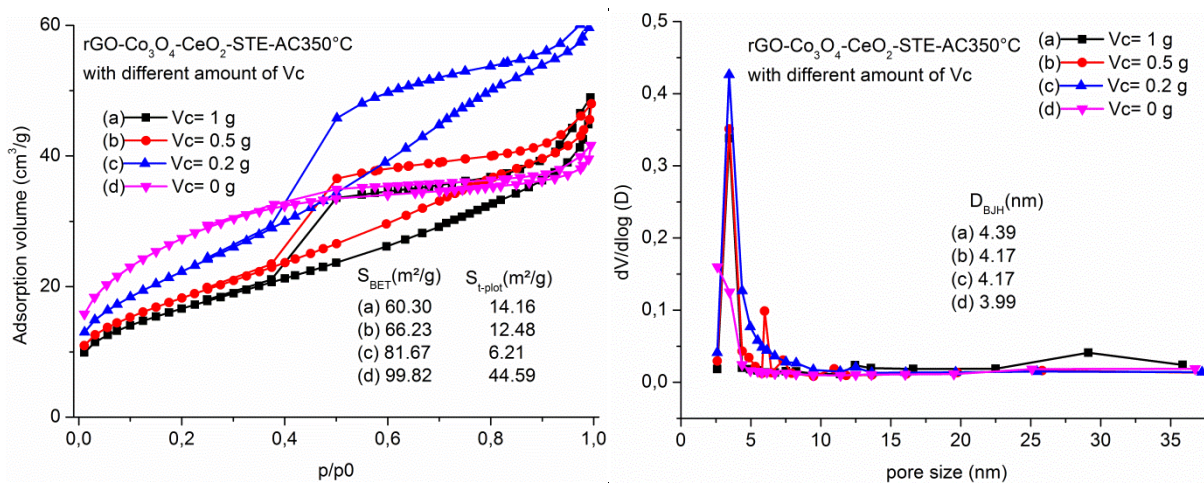 rGO-Co₃O₄-CeO₂-STE-AC350°C
with different amount of Vc
(a) Vc= 1 g
(b) Vc= 0.5 g
(c) Vc= 0.2 g
(d) Vc= 0 g
S_BET(m²/g) S_t-plot(m²/g)
(a) 60.30 14.16
(b) 66.23 12.48
(c) 81.67 6.21
(d) 99.82 44.59
Adsorption volume (cm³/g)
60
40
20
0
0,0 0,2 0,4 0,6 0,8 1,0
p/p0
rGO-Co₃O₄-CeO₂-STE-AC350°C
with different amount of Vc
(a) Vc= 1 g
(b) Vc= 0.5 g
(c) Vc= 0.2 g
(d) Vc= 0 g
D_BJH(nm)
(a) 4.39
(b) 4.17
(c) 4.17
(d) 3.99
dV/dlog (D)
0,5
0,4
0,3
0,2
0,1
0,0
0 5 10 15 20 25 30 35
pore size (nm)